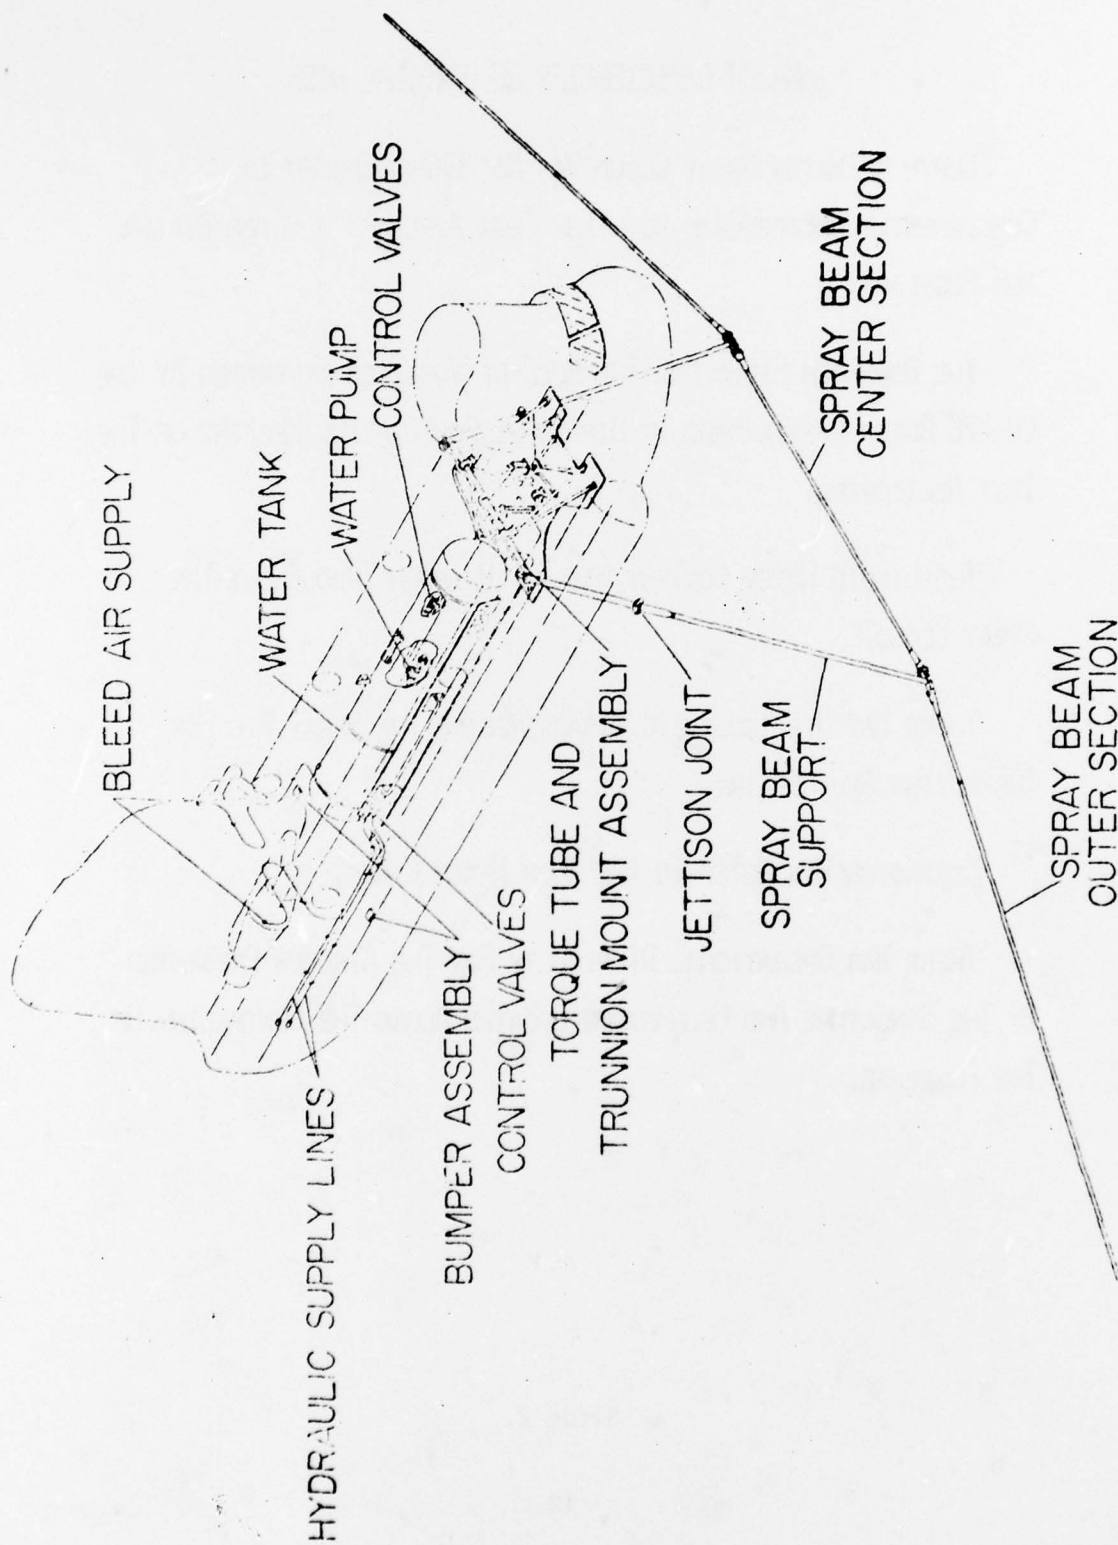 BLEED AIR SUPPLY
WATER TANK
WATER PUMP
CONTROL VALVES
HYDRAULIC SUPPLY LINES
BUMPER ASSEMBLY
CONTROL VALVES
TORQUE TUBE AND
TRUNNION MOUNT ASSEMBLY
JETTISON JOINT
SPRAY BEAM
SUPPORT
SPRAY BEAM
CENTER SECTION
SPRAY BEAM
OUTER SECTION